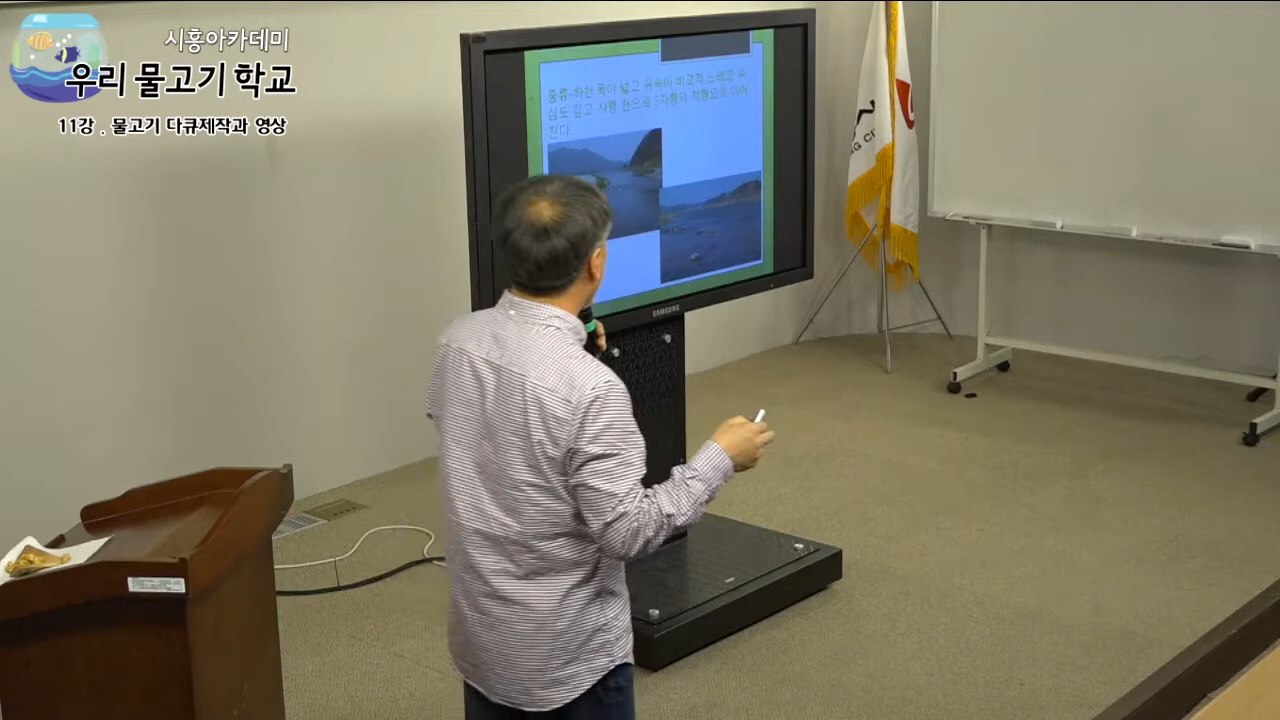 시흥아카데미
우리 물고기 학교
11강 . 물고기 다큐제작과 영상
중류-하천 폭이 넓고 유속이 비교적 느리고 수
심도 깊고 사행 천으로 S자형의 지형으로 이어
진다.
SAMSUNG